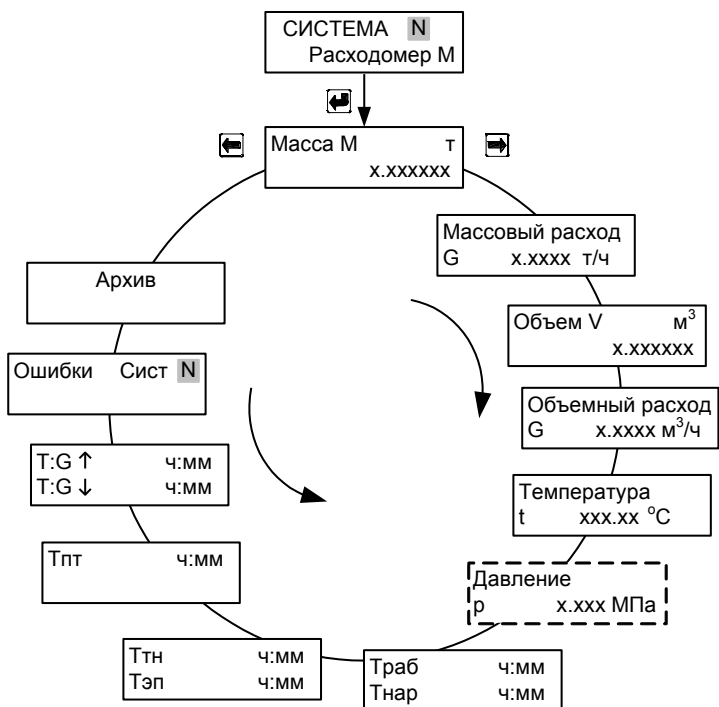 СИСТЕМА N
Расходомер М
Масса М т
x.xxxxxx
Массовый расход
G x.xxxx т/ч
Объем V м³
x.xxxxxx
Объемный расход
G x.xxxx м³/ч
Температура
t xxx.xx °C
Давление
р x.xxx МПа
Траб ч:мм
Тнар ч:мм
Ттн ч:мм
Тэп ч:мм
Тпт ч:мм
T:G ↑ ч:мм
T:G ↓ ч:мм
Ошибки Сист N
Архив